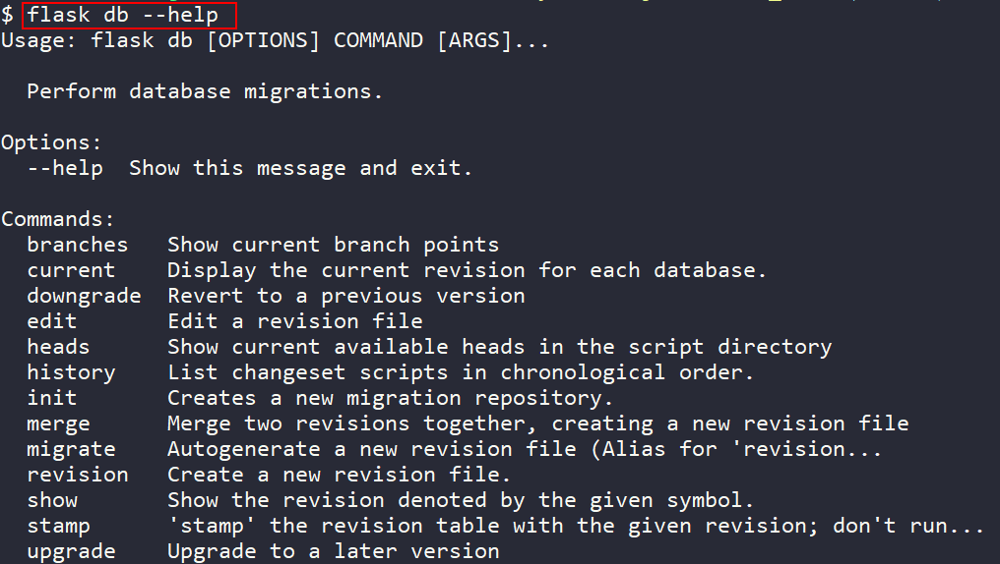 $ flask db --help
Usage: flask db [OPTIONS] COMMAND [ARGS]...
Perform database migrations.
Options:
--help  Show this message and exit.
Commands:
branches   Show current branch points
current    Display the current revision for each database.
downgrade  Revert to a previous version
edit       Edit a revision file
heads      Show current available heads in the script directory
history    List changeset scripts in chronological order.
init       Creates a new migration repository.
merge      Merge two revisions together, creating a new revision file
migrate    Autogenerate a new revision file (Alias for 'revision...
revision   Create a new revision file.
show       Show the revision denoted by the given symbol.
stamp      'stamp' the revision table with the given revision; don't run...
upgrade    Upgrade to a later version